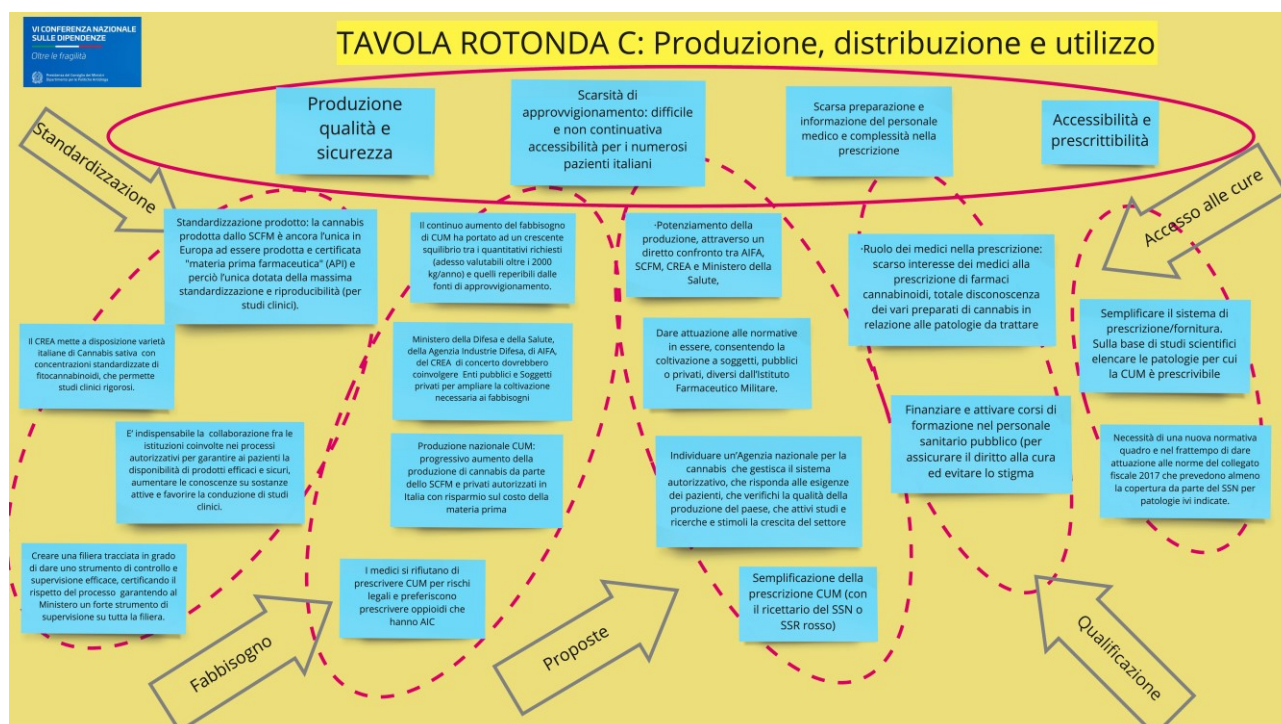 VI CONFERENZA NAZIONALE
SULLE DIPENDENZE
Oltre le fragilità
Presidenza del Consiglio dei Ministri
Dipartimento per le Politiche Antidroga
TAVOLA ROTONDA C: Produzione, distribuzione e utilizzo
Produzione
qualità e
sicurezza
Scarsità di
approvvigionamento: difficile
e non continuativa
accessibilità per i numerosi
pazienti italiani
Scarsa preparazione e
informazione del personale
medico e complessità nella
prescrizione
Accessibilità e
prescrittibilità
Standardizzazione
Standardizzazione prodotto: la cannabis
prodotta dallo SCFM è ancora l'unica in
Europa ad essere prodotta e certificata
"materia prima farmaceutica" (API) e
perciò l'unica dotata della massima
standardizzazione e riproducibilità (per
studi clinici).
Il CREA mette a disposizione varietà
italiane di Cannabis sativa con
concentrazioni standardizzate di
fitocannabinoidi, che permette
studi clinici rigorosi.
E' indispensabile la collaborazione fra le
istituzioni coinvolte nei processi
autorizzativi per garantire ai pazienti la
disponibilità di prodotti efficaci e sicuri,
aumentare le conoscenze su sostanze
attive e favorire la conduzione di studi
clinici.
Creare una filiera tracciata in grado
di dare uno strumento di controllo e
supervisione efficace, certificando il
rispetto del processo garantendo al
Ministero un forte strumento di
supervisione su tutta la filiera.
Fabbisogno
Il continuo aumento del fabbisogno
di CUM ha portato ad un crescente
squilibrio tra i quantitativi richiesti
(adesso valutabili oltre i 2000
kg/anno) e quelli reperibili dalle
fonti di approvvigionamento.
Ministero della Difesa e della Salute,
della Agenzia Industrie Difesa, di AIFA,
del CREA di concerto dovrebbero
coinvolgere Enti pubblici e Soggetti
privati per ampliare la coltivazione
necessaria ai fabbisogni
Produzione nazionale CUM:
progressivo aumento della
produzione di cannabis da parte
dello SCFM e privati autorizzati in
Italia con risparmio sul costo della
materia prima
I medici si rifiutano di
prescrivere CUM per rischi
legali e preferiscono
prescrivere oppioidi che
hanno AIC
Proposte
·Potenziamento della
produzione, attraverso un
diretto confronto tra AIFA,
SCFM, CREA e Ministero della
Salute,
Dare attuazione alle normative
in essere, consentendo la
coltivazione a soggetti, pubblici
o privati, diversi dall'Istituto
Farmaceutico Militare.
Individuare un'Agenzia nazionale per la
cannabis che gestisca il sistema
autorizzativo, che risponda alle esigenze
dei pazienti, che verifichi la qualità della
produzione del paese, che attivi studi e
ricerche e stimoli la crescita del settore
Semplificazione della
prescrizione CUM (con
il ricettario del SSN o
SSR rosso)
·Ruolo dei medici nella prescrizione:
scarso interesse dei medici alla
prescrizione di farmaci
cannabinoidi, totale disconoscenza
dei vari preparati di cannabis in
relazione alle patologie da trattare
Finanziare e attivare corsi di
formazione nel personale
sanitario pubblico (per
assicurare il diritto alla cura
ed evitare lo stigma
Qualificazione
Accesso alle cure
Semplificare il sistema di
prescrizione/fornitura.
Sulla base di studi scientifici
elencare le patologie per cui
la CUM è prescrivibile
Necessità di una nuova normativa
quadro e nel frattempo di dare
attuazione alle norme del collegato
fiscale 2017 che prevedono almeno
la copertura da parte del SSN per
patologie ivi indicate.